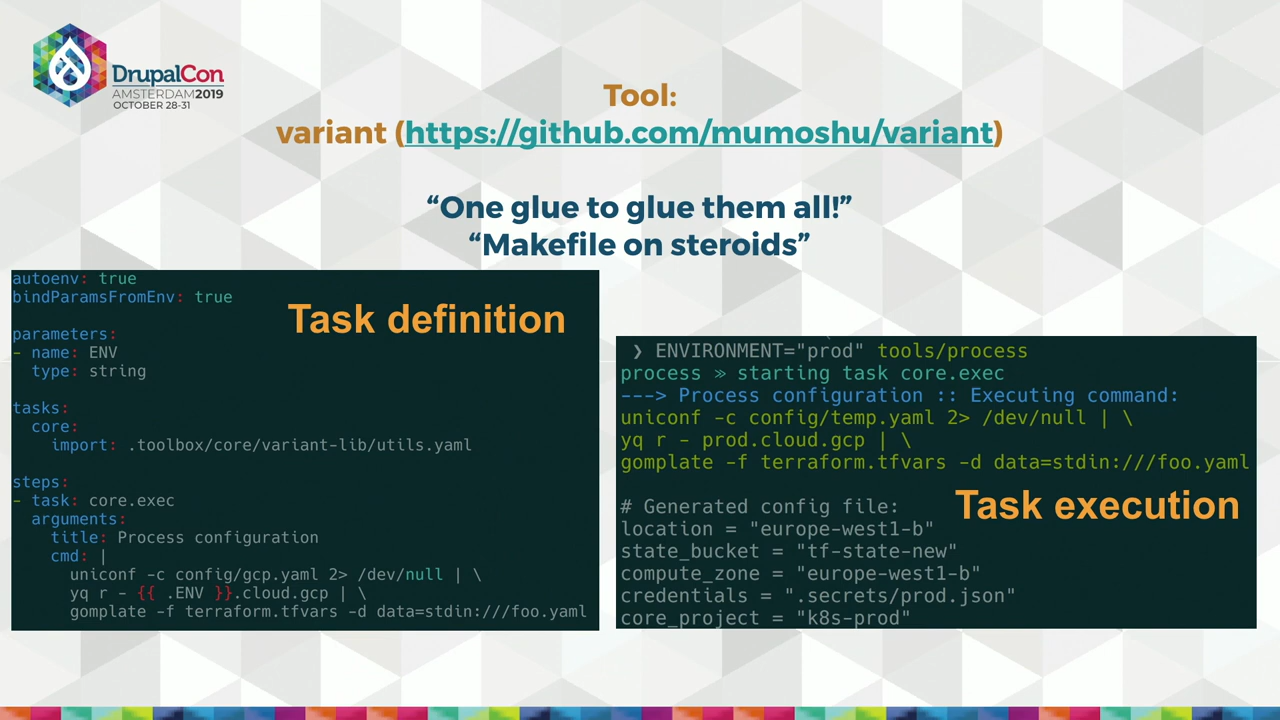 DrupalCon
AMSTERDAM2019
OCTOBER 28-31
Tool:
variant (https://github.com/mumoshu/variant)
“One glue to glue them all!”
“Makefile on steroids”
Task definition
autoenv: true
bindParamsFromEnv: true
parameters:
- name: ENV
type: string
tasks:
core:
import: .toolbox/core/variant-lib/utils.yaml
steps:
- task: core.exec
arguments:
title: Process configuration
cmd: |
uniconf -c config/gcp.yaml 2> /dev/null | \
yq r - {{ .ENV }}.cloud.gcp | \
gomplate -f terraform.tfvars -d data=stdin:///foo.yaml
Task execution
❯ ENVIRONMENT="prod" tools/process
process ≫ starting task core.exec
---> Process configuration :: Executing command:
uniconf -c config/temp.yaml 2> /dev/null | \
yq r - prod.cloud.gcp | \
gomplate -f terraform.tfvars -d data=stdin:///foo.yaml
# Generated config file:
location = "europe-west1-b"
state_bucket = "tf-state-new"
compute_zone = "europe-west1-b"
credentials = ".secrets/prod.json"
core_project = "k8s-prod"